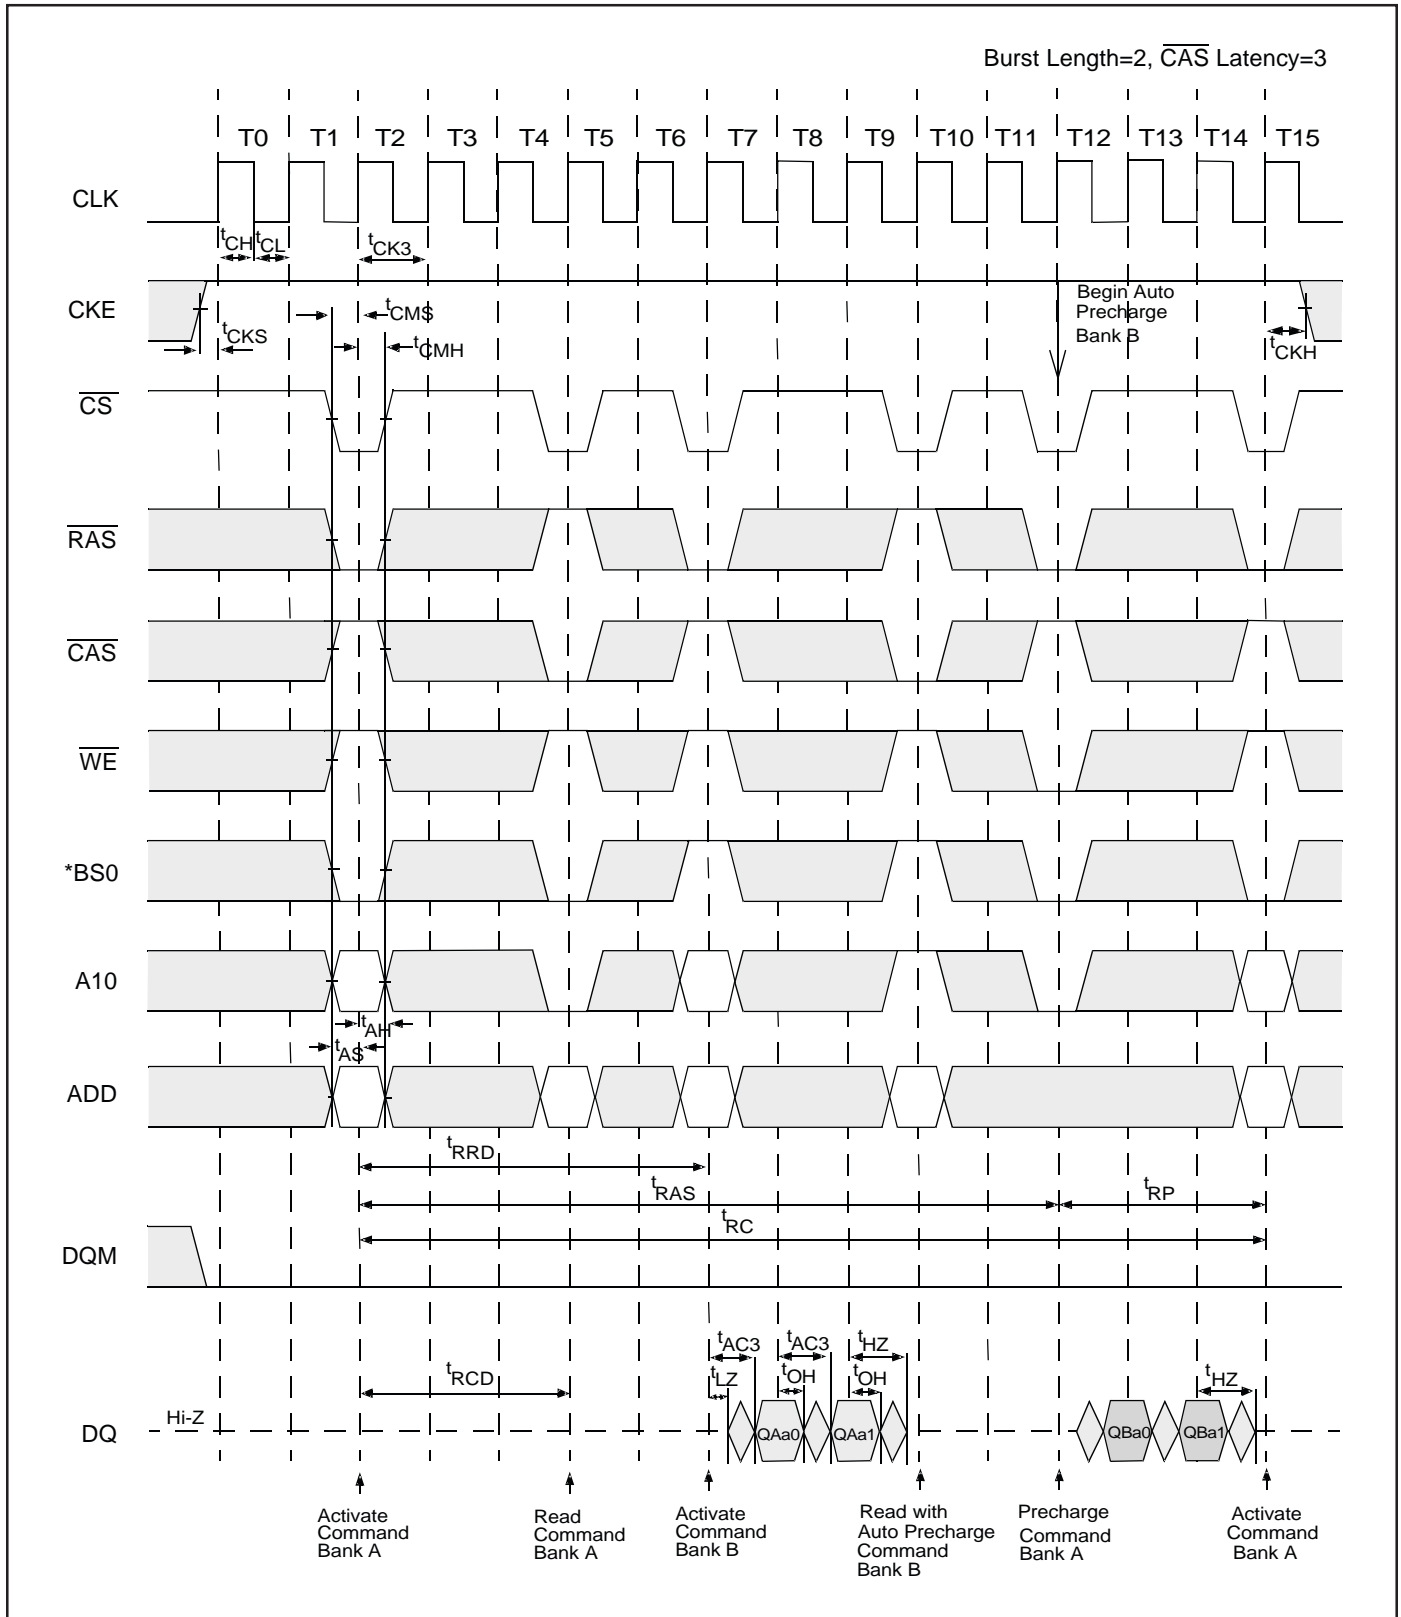 Burst Length=2, CAS Latency=3
T0 T1 T2 T3 T4 T5 T6 T7 T8 T9 T10 T11 T12 T13 T14 T15
CLK
tCH tCL tCK3
CKE
tCKS
tCMS
tCMH
Begin Auto
Precharge
Bank B
tCKH
CS
RAS
CAS
WE
*BS0
A10
tAH
tAS
ADD
tRRD
tRAS
tRP
tRC
DQM
tAC3 tAC3 tHZ
tRCD
tLZ tOH tOH
tHZ
Hi-Z
DQ
QAa0 QAa1 QBa0 QBa1
Activate
Command
Bank A
Read
Command
Bank A
Activate
Command
Bank B
Read with
Auto Precharge
Command
Bank B
Precharge
Command
Bank A
Activate
Command
Bank A